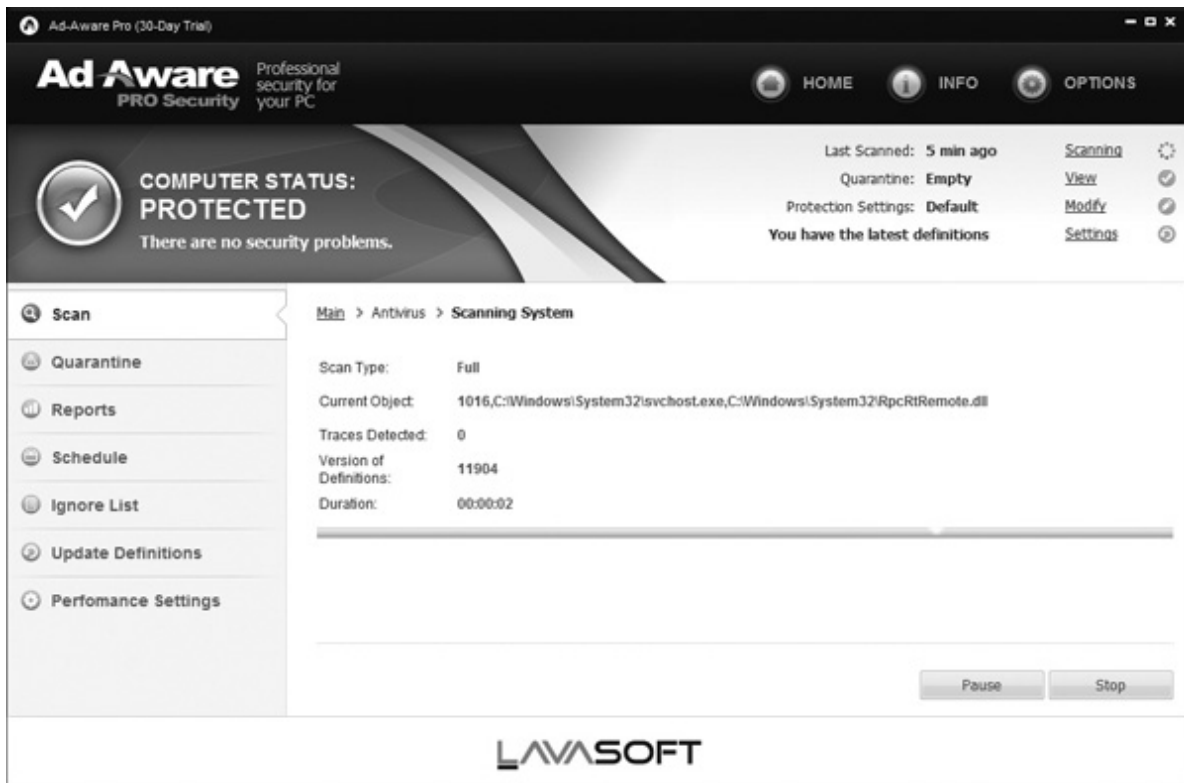 Ad-Aware Pro (30-Day Trial)
Ad-Aware
PRO Security
Professional
security for
your PC
HOME
INFO
OPTIONS
COMPUTER STATUS:
PROTECTED
There are no security problems.
Last Scanned: 5 min ago Scanning
Quarantine: Empty View
Protection Settings: Default Modify
You have the latest definitions Settings
Scan
Quarantine
Reports
Schedule
Ignore List
Update Definitions
Perfomance Settings
Main > Antivirus > Scanning System
Scan Type: Full
Current Object: 1016,C:\Windows\System32\svchost.exe,C:\Windows\System32\RpcRtRemote.dll
Traces Detected: 0
Version of
Definitions: 11904
Duration: 00:00:02
Pause
Stop
LAVASOFT